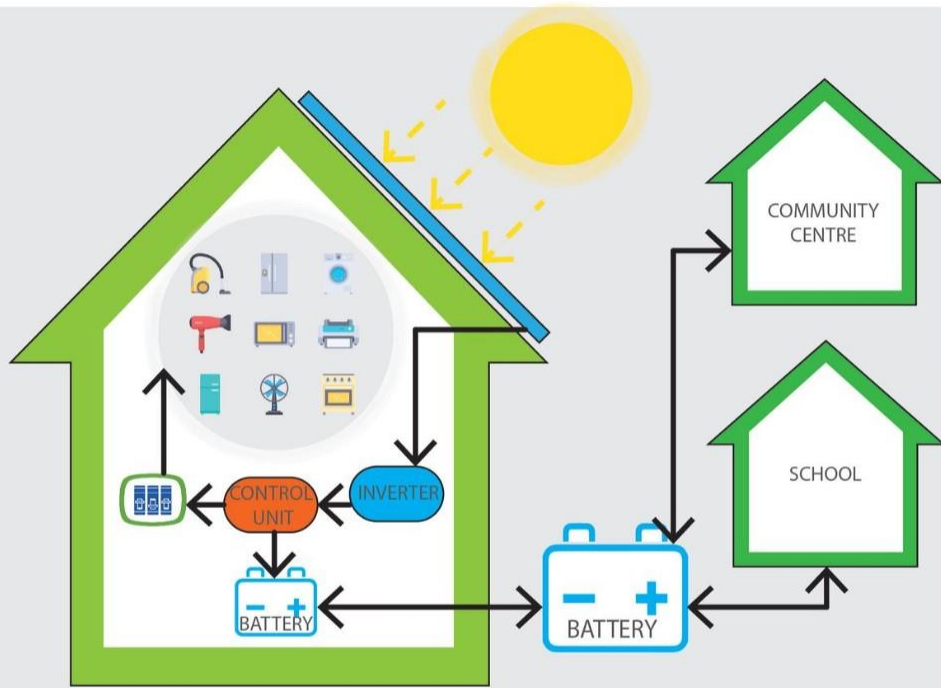 COMMUNITY
CENTRE
SCHOOL
CONTROL
UNIT
INVERTER
BATTERY
BATTERY